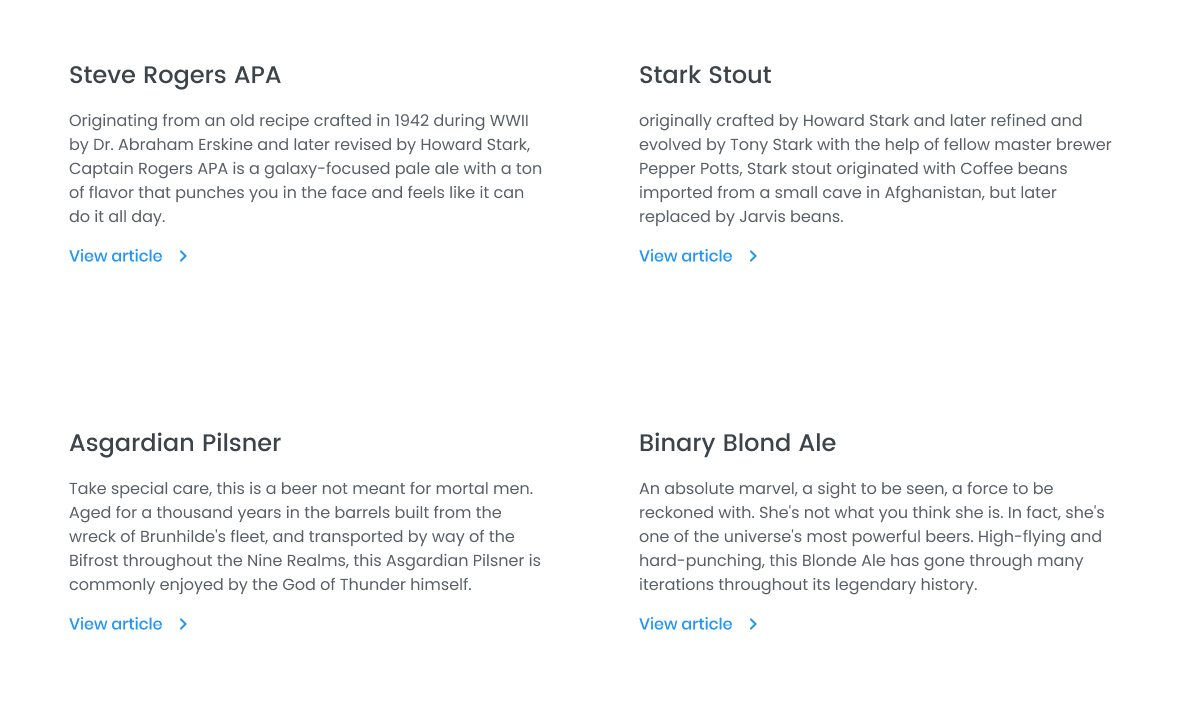 Steve Rogers APA
Originating from an old recipe crafted in 1942 during WWII
by Dr. Abraham Erskine and later revised by Howard Stark,
Captain Rogers APA is a galaxy-focused pale ale with a ton
of flavor that punches you in the face and feels like it can
do it all day.
View article
Stark Stout
originally crafted by Howard Stark and later refined and
evolved by Tony Stark with the help of fellow master brewer
Pepper Potts, Stark stout originated with Coffee beans
imported from a small cave in Afghanistan, but later
replaced by Jarvis beans.
View article
Asgardian Pilsner
Take special care, this is a beer not meant for mortal men.
Aged for a thousand years in the barrels built from the
wreck of Brunhilde's fleet, and transported by way of the
Bifrost throughout the Nine Realms, this Asgardian Pilsner is
commonly enjoyed by the God of Thunder himself.
View article
Binary Blond Ale
An absolute marvel, a sight to be seen, a force to be
reckoned with. She's not what you think she is. In fact, she's
one of the universe's most powerful beers. High-flying and
hard-punching, this Blonde Ale has gone through many
iterations throughout its legendary history.
View article